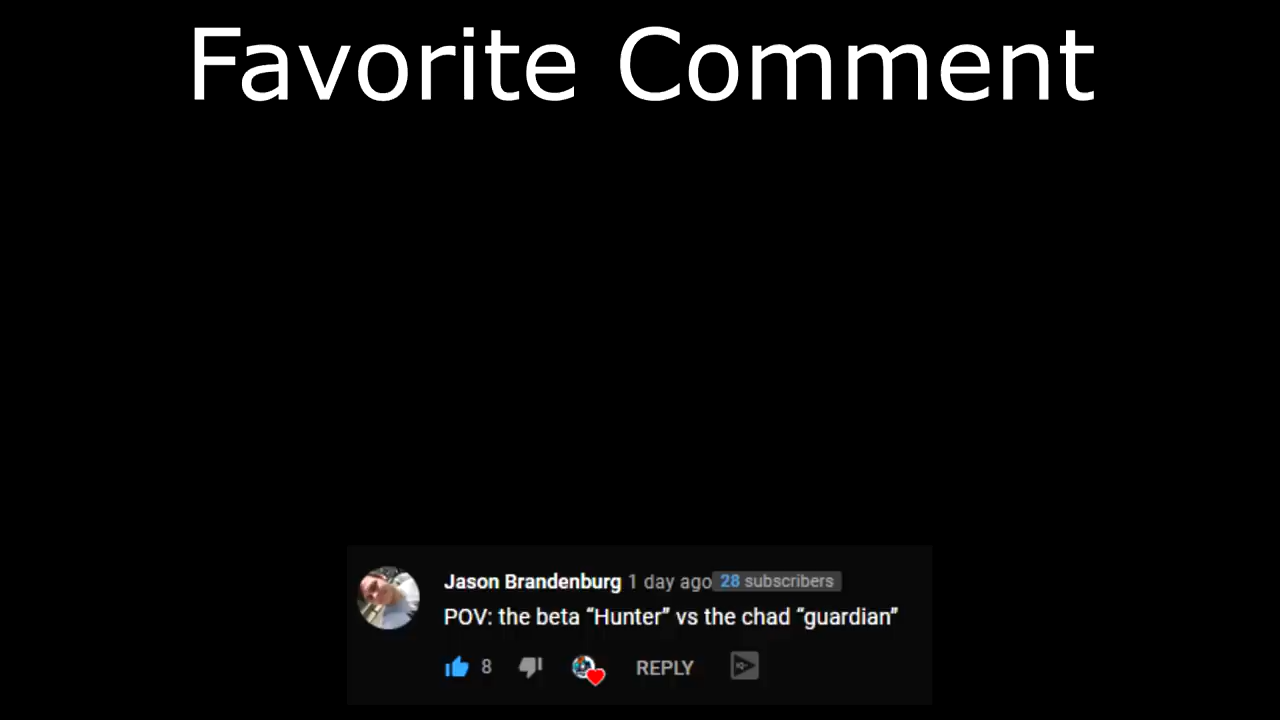 Favorite Comment
Jason Brandenburg 1 day ago 28 subscribers
POV: the beta “Hunter” vs the chad “guardian”
8 REPLY